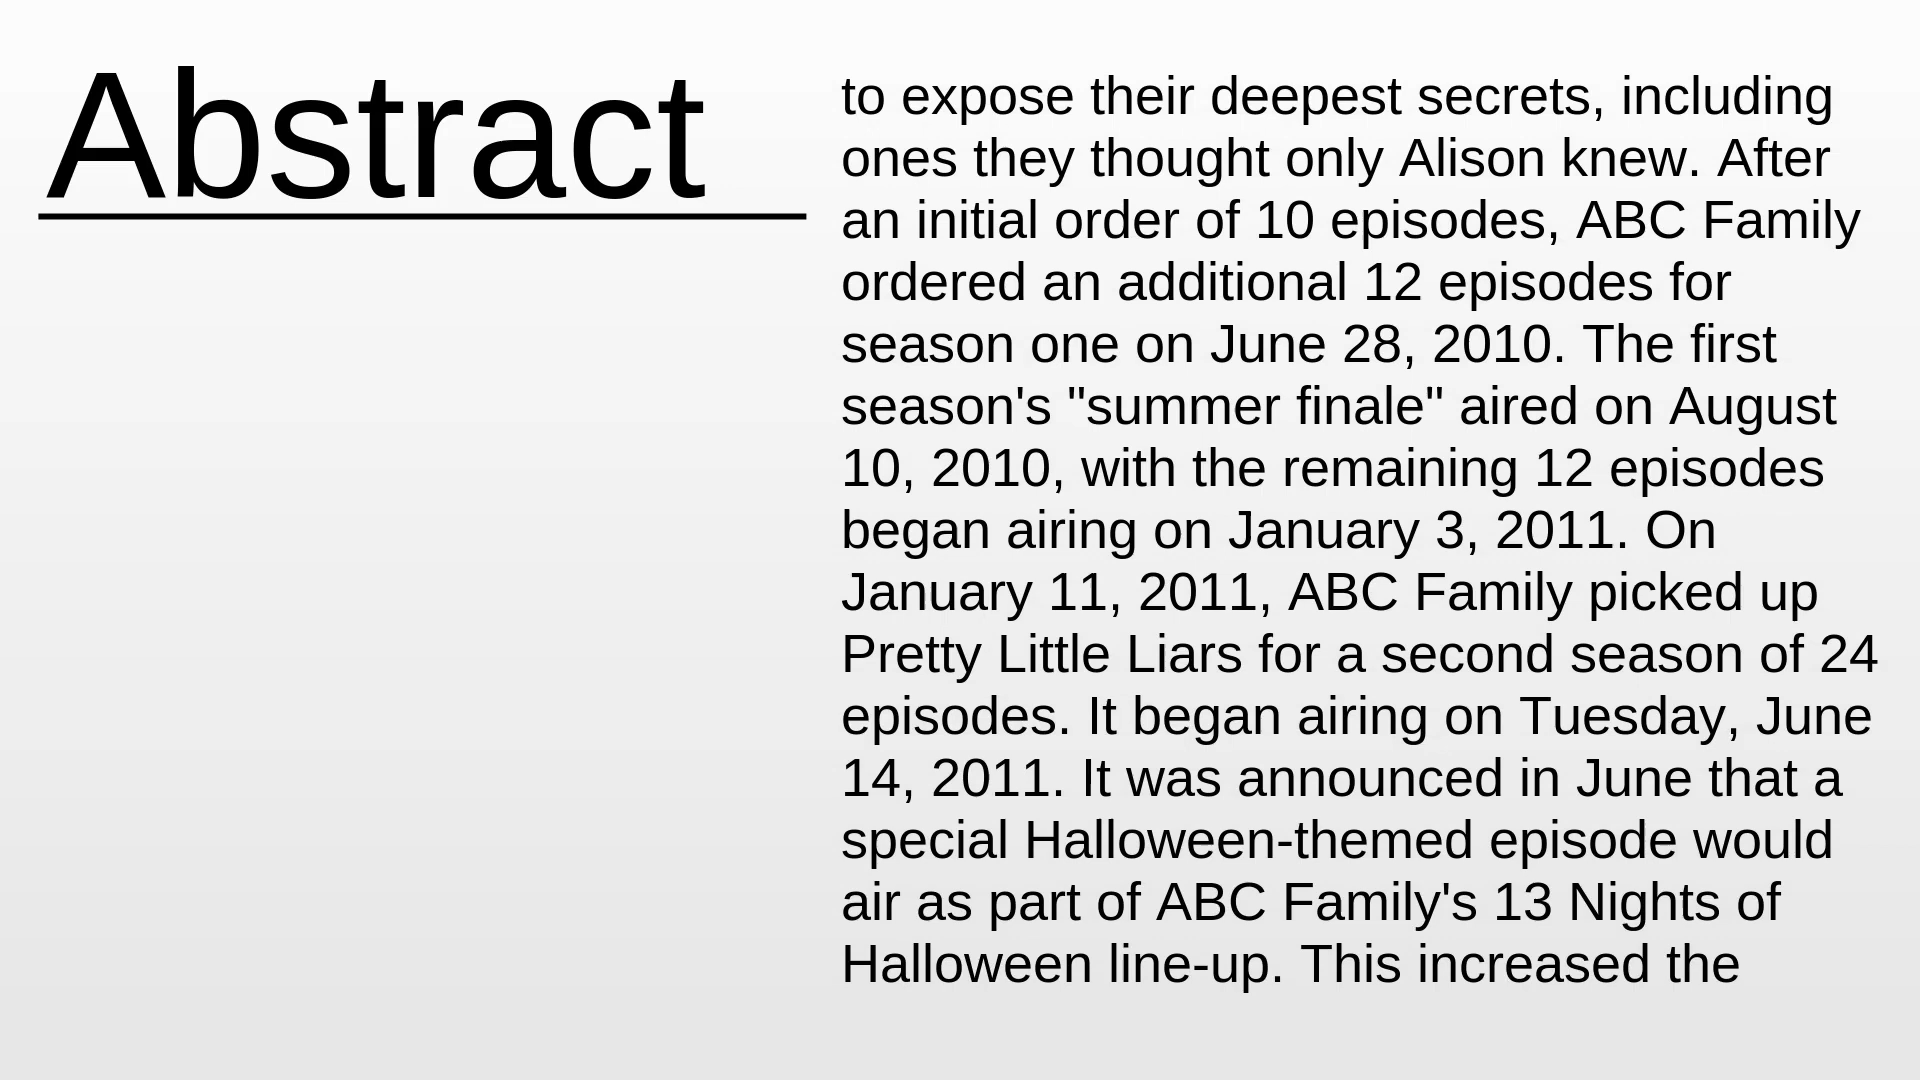 Abstract
to expose their deepest secrets, including
ones they thought only Alison knew. After
an initial order of 10 episodes, ABC Family
ordered an additional 12 episodes for
season one on June 28, 2010. The first
season's "summer finale" aired on August
10, 2010, with the remaining 12 episodes
began airing on January 3, 2011. On
January 11, 2011, ABC Family picked up
Pretty Little Liars for a second season of 24
episodes. It began airing on Tuesday, June
14, 2011. It was announced in June that a
special Halloween-themed episode would
air as part of ABC Family's 13 Nights of
Halloween line-up. This increased the